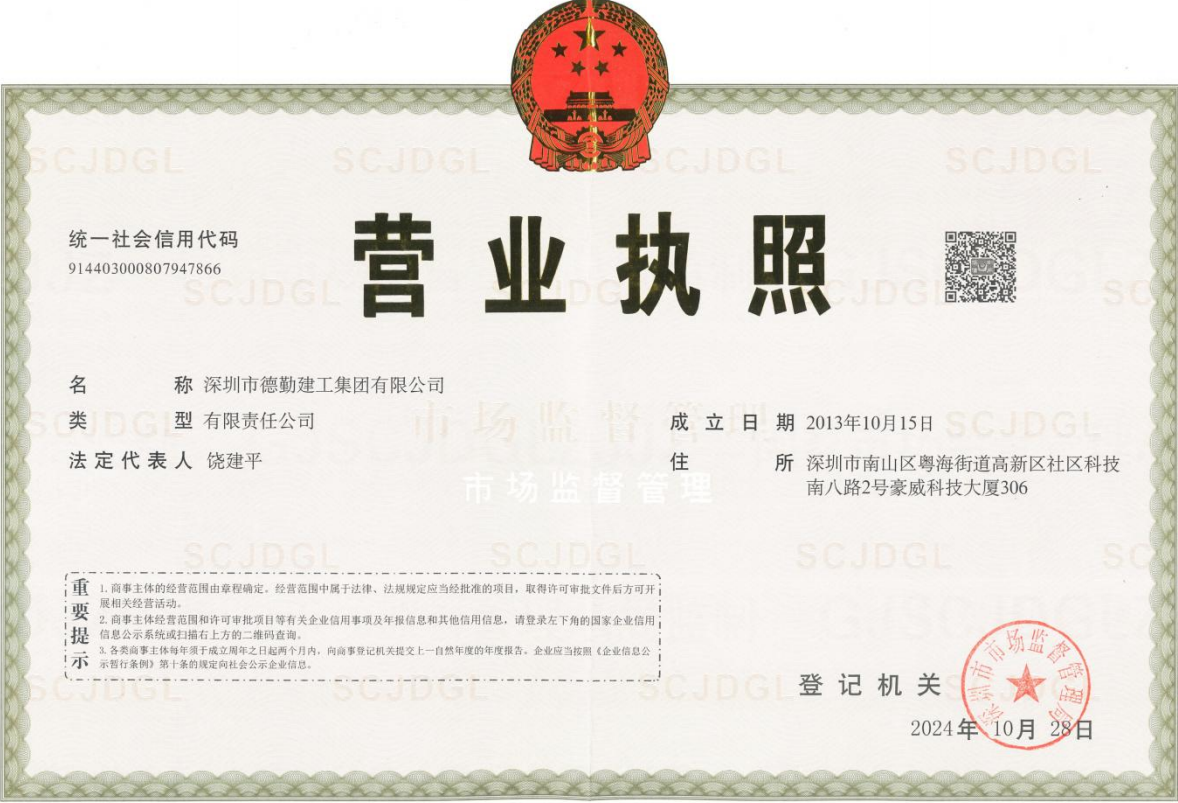 统一社会信用代码
914403000807947866
营业执照
名称 深圳市德勤建工集团有限公司
类型 有限责任公司
法定代表人 饶建平
成立日期 2013年10月15日
住所 深圳市南山区粤海街道高新区社区科技
南八路2号豪威科技大厦306
重要提示
1. 商事主体的经营范围由章程确定。经营范围中属于法律、法规规定应当经批准的项目，取得许可审批文件后方可开
展相关经营活动。
2. 商事主体经营范围和许可审批项目等有关企业信用事项及年报信息和其他信用信息，请登录左下角的国家企业信用
信息公示系统或扫描右上方的二维码查询。
3. 各类商事主体每年须于成立周年之日起两个月内，向商事登记机关提交上一自然年度的年度报告。企业应当按照《企业信息公
示暂行条例》第十条的规定向社会公示企业信息。
登记机关
深圳市市场监督管理局
2024年10月28日
SCJDGL
市场监督管理
市场监督管理